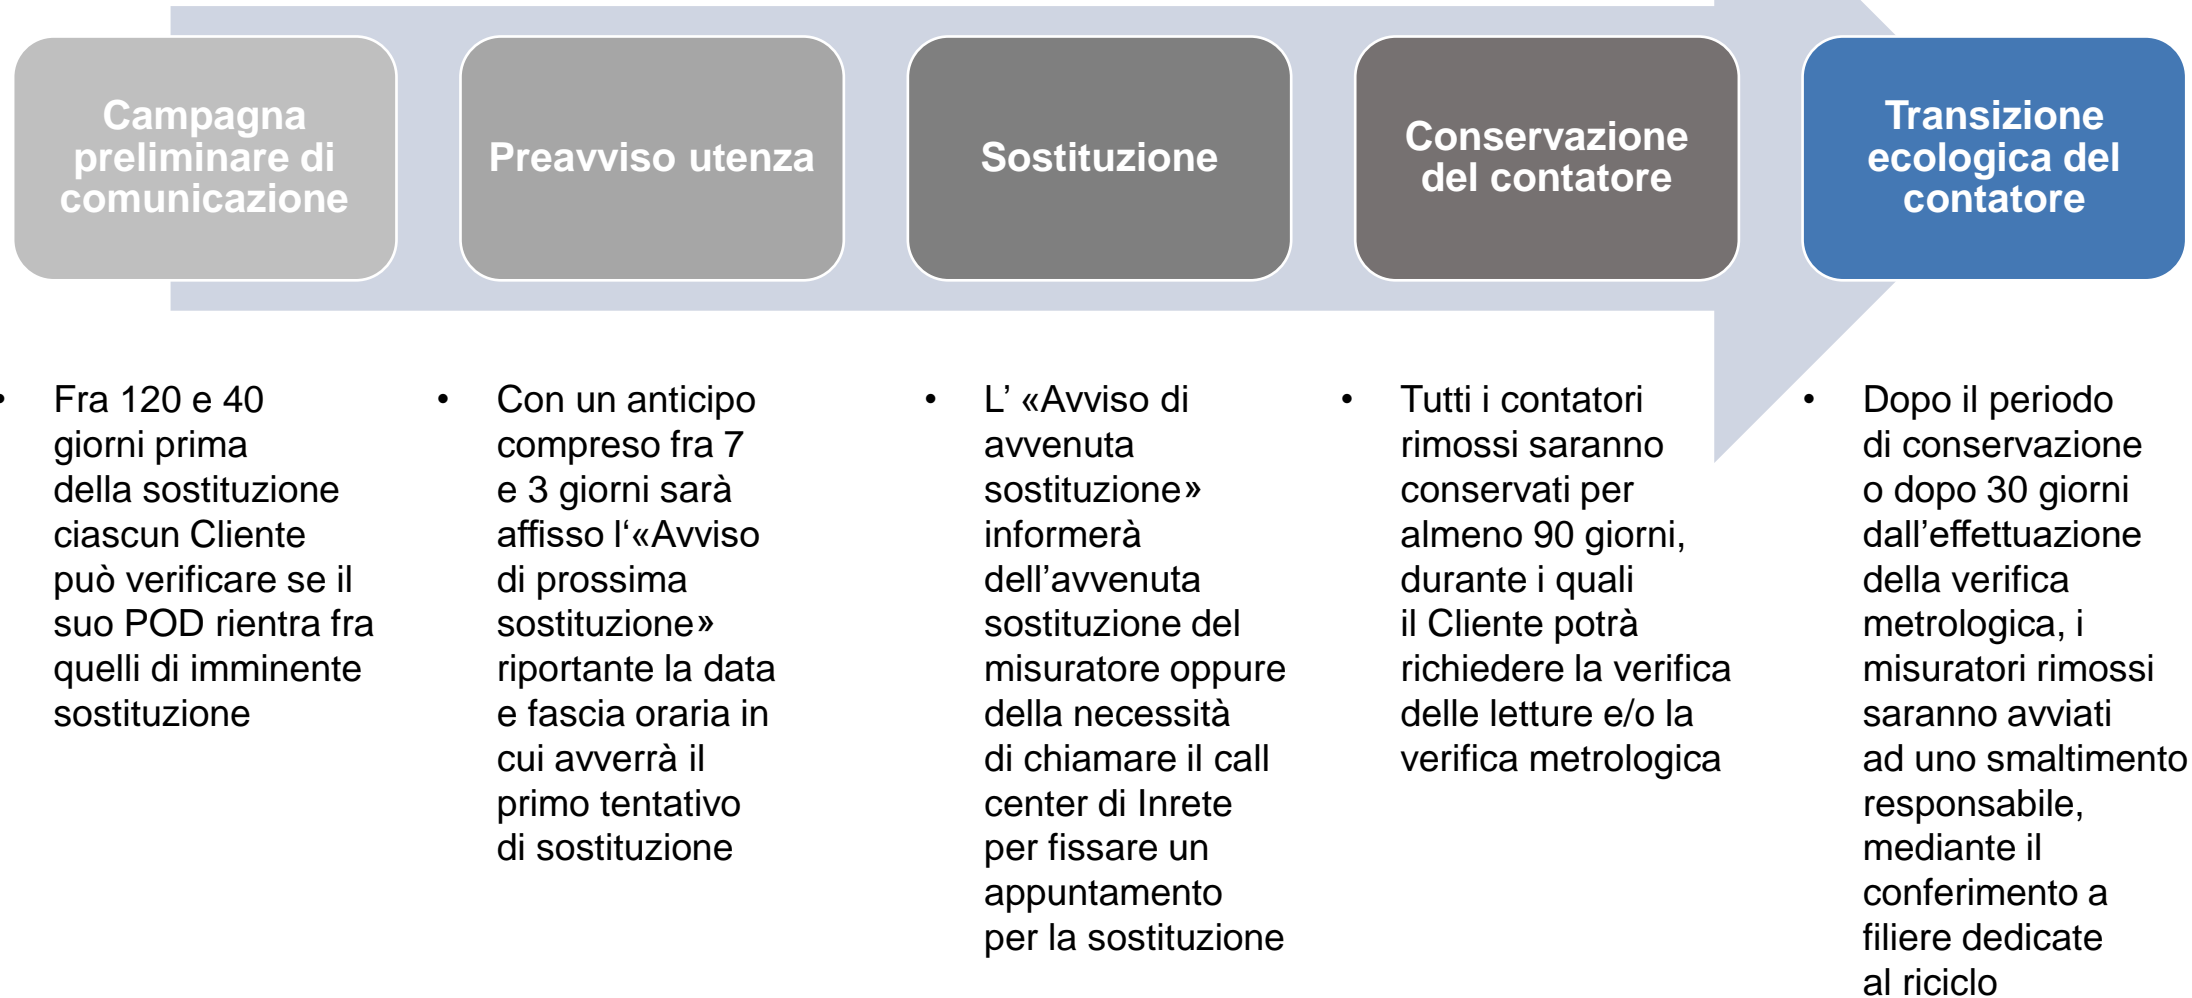 Campagna
preliminare di
comunicazione
Preavviso utenza
Sostituzione
Conservazione
del contatore
Transizione
ecologica del
contatore
• Fra 120 e 40
giorni prima
della sostituzione
ciascun Cliente
può verificare se il
suo POD rientra fra
quelli di imminente
sostituzione
• Con un anticipo
compreso fra 7
e 3 giorni sarà
affisso l‘«Avviso
di prossima
sostituzione»
riportante la data
e fascia oraria in
cui avverrà il
primo tentativo
di sostituzione
• L’ «Avviso di
avvenuta
sostituzione»
informerà
dell’avvenuta
sostituzione del
misuratore oppure
della necessità
di chiamare il call
center di Inrete
per fissare un
appuntamento
per la sostituzione
• Tutti i contatori
rimossi saranno
conservati per
almeno 90 giorni,
durante i quali
il Cliente potrà
richiedere la verifica
delle letture e/o la
verifica metrologica
• Dopo il periodo
di conservazione
o dopo 30 giorni
dall’effettuazione
della verifica
metrologica, i
misuratori rimossi
saranno avviati
ad uno smaltimento
responsabile,
mediante il
conferimento a
filiere dedicate
al riciclo